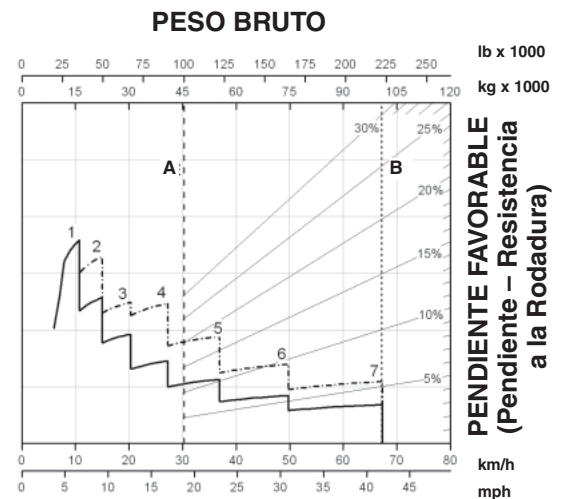 PESO BRUTO
0 25 50 67 100 125 150 175 200 225 250 lb x 1000
0 15 30 45 60 75 90 105 120 kg x 1000
30%
25%
A
B
20%
15%
10%
5%
1
2
3
4
5
6
7
PENDIENTE FAVORABLE
(Pendiente – Resistencia
a la Rodadura)
0 10 20 30 40 50 60 70 80 km/h
0 5 10 15 20 25 30 35 40 45 mph